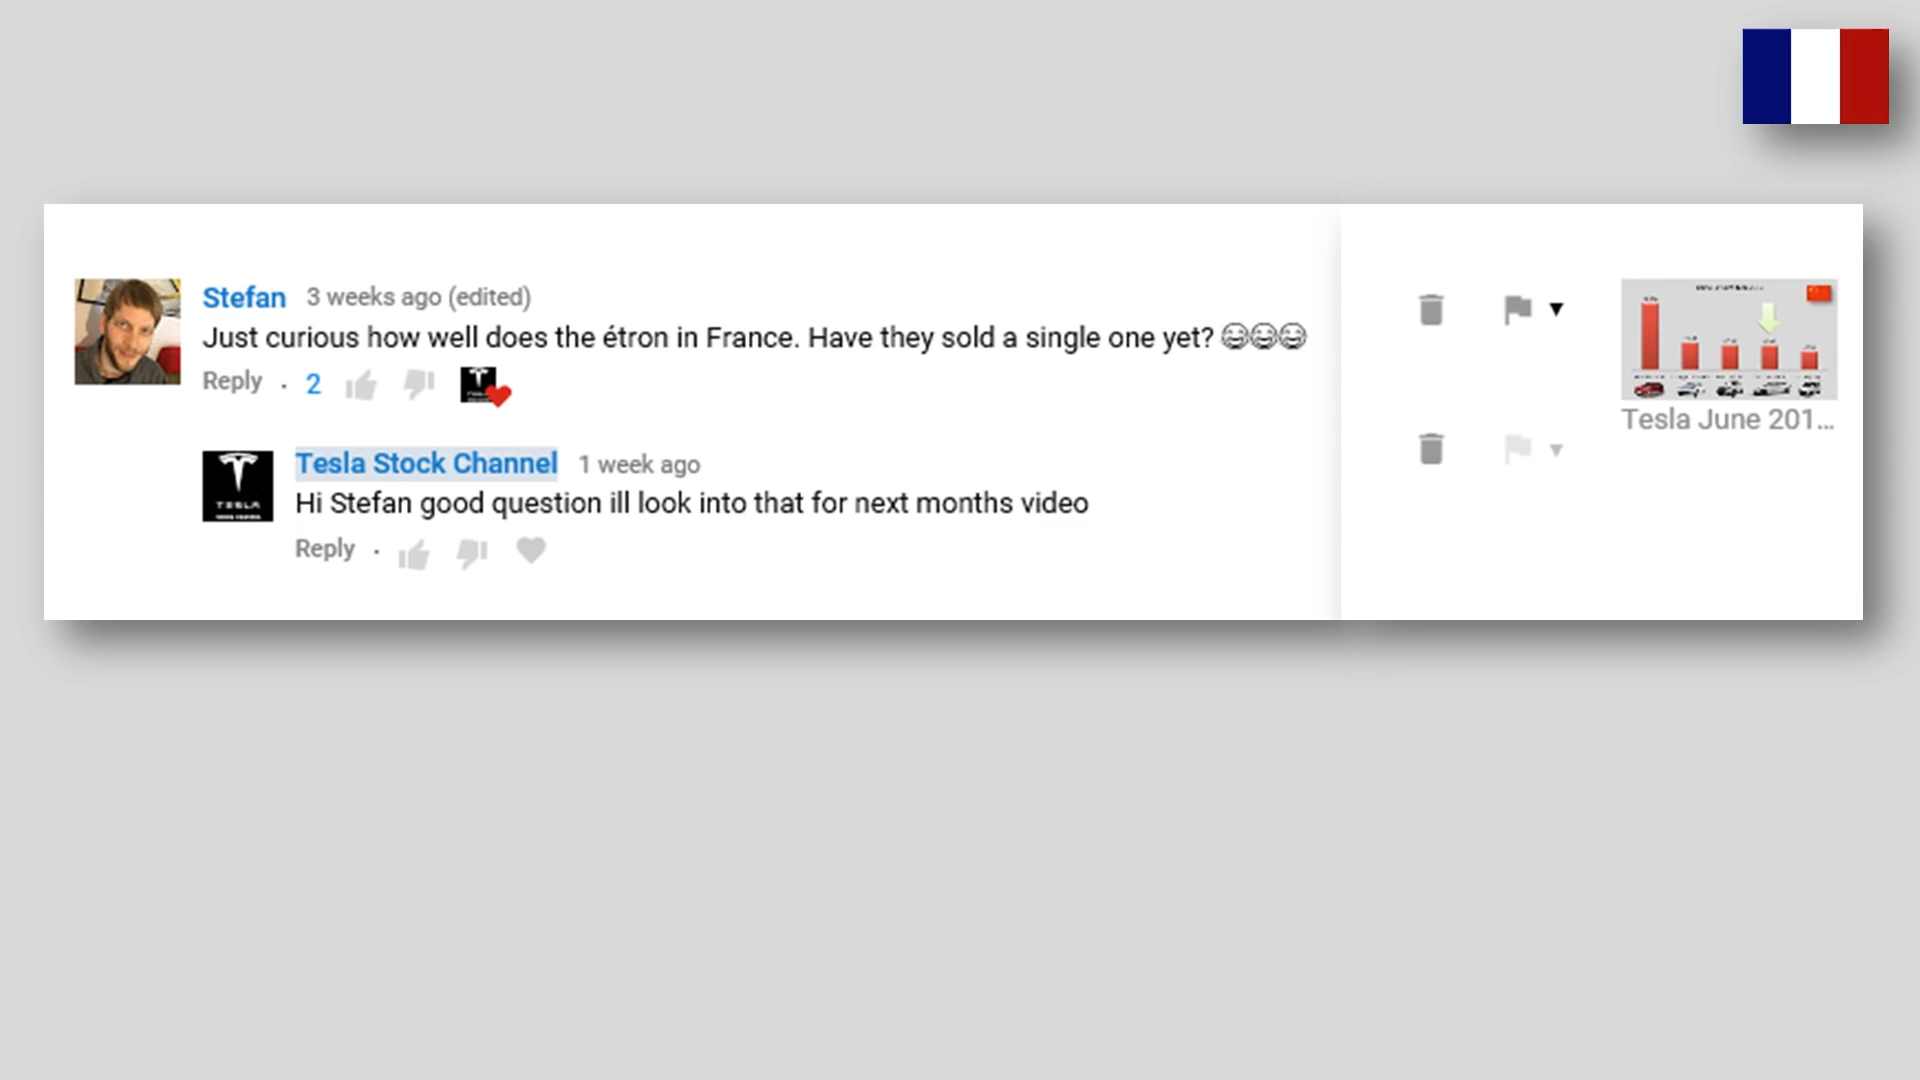 Stefan 3 weeks ago (edited)
Just curious how well does the étron in France. Have they sold a single one yet? 😂😂😂
Reply · 2
Tesla June 201...
Tesla Stock Channel 1 week ago
TESLA
Hi Stefan good question ill look into that for next months video
Reply ·